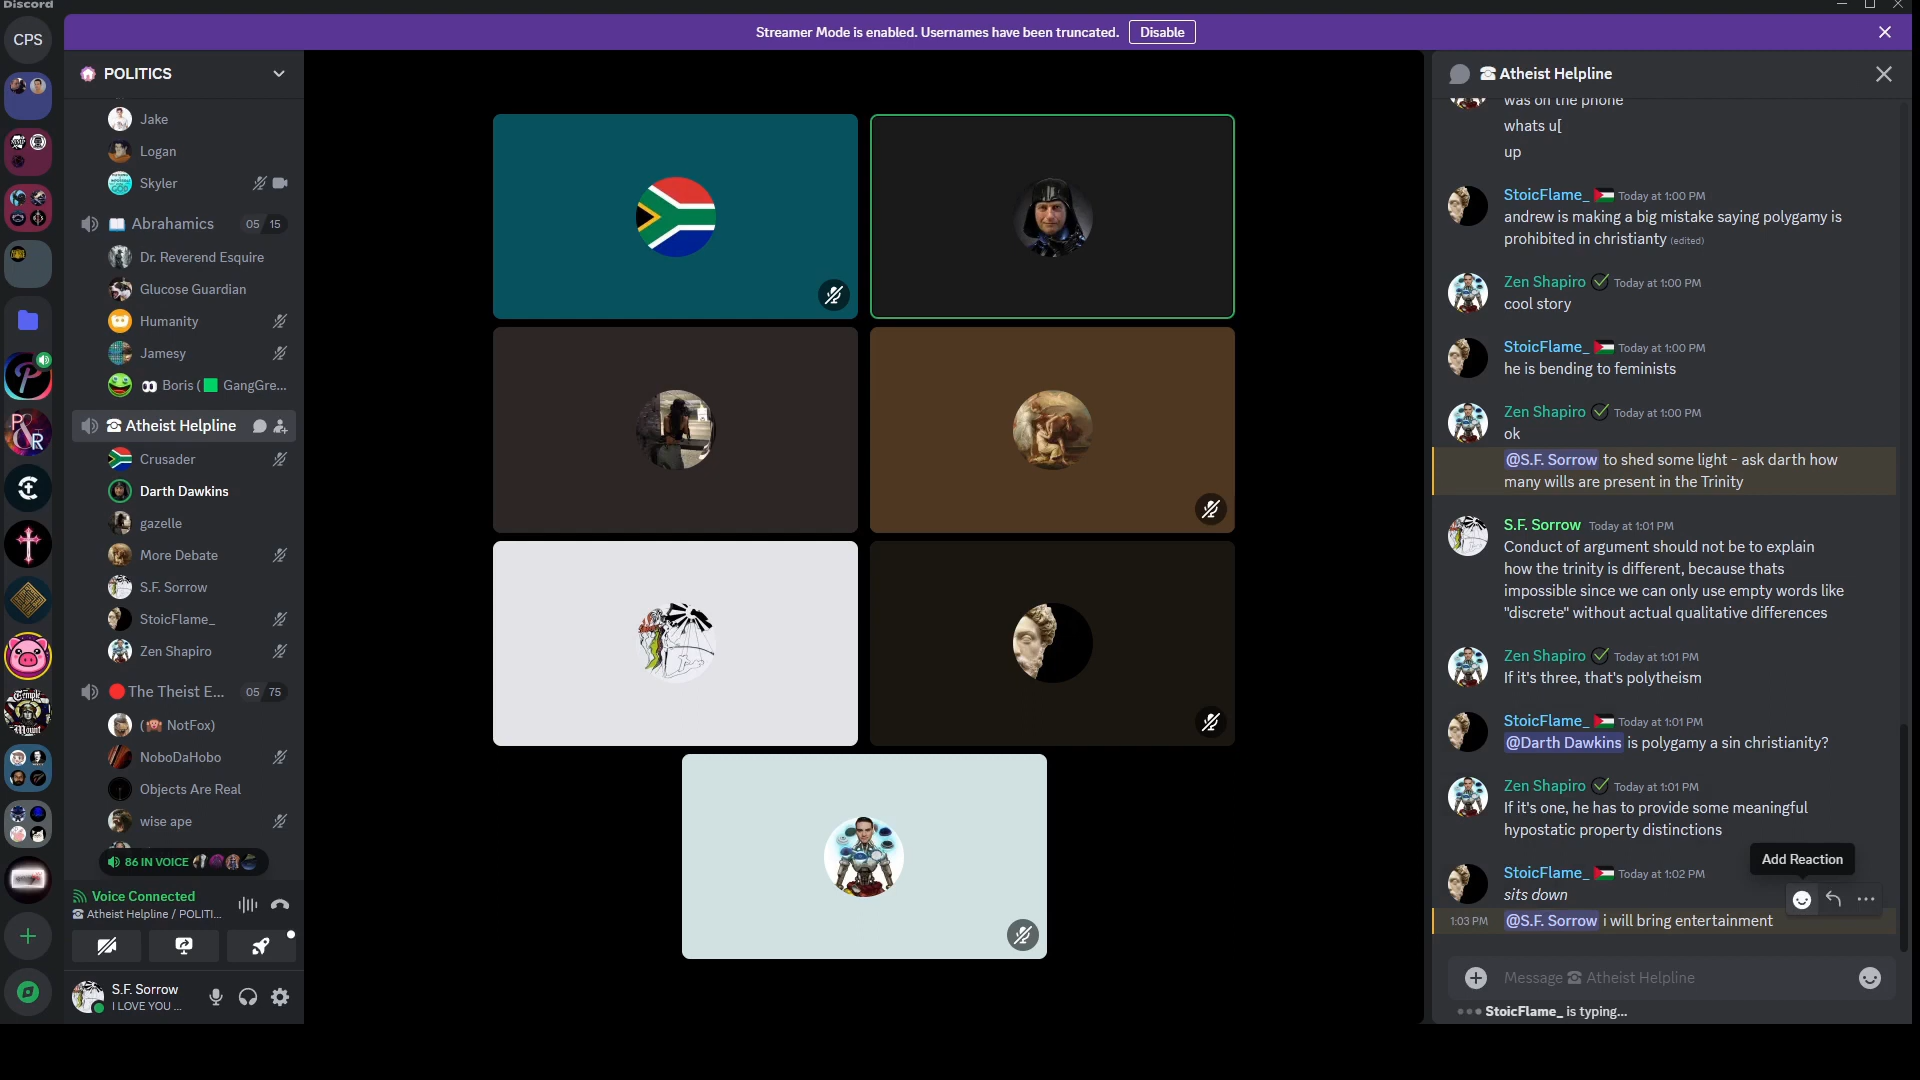 Discord
Streamer Mode is enabled. Usernames have been truncated.
Disable
CPS
POLITICS
Jake
Logan
Skyler
Abrahamics
05 15
Dr. Reverend Esquire
Glucose Guardian
Humanity
Jamesy
Boris ( GangGre...
Atheist Helpline
Crusader
Darth Dawkins
gazelle
More Debate
S.F. Sorrow
StoicFlame_
Zen Shapiro
The Theist E...
05 75
( NotFox)
NoboDaHobo
Objects Are Real
wise ape
86 IN VOICE
Voice Connected
Atheist Helpline / POLITI...
S.F. Sorrow
I LOVE YOU ...
Temple
Mount
Atheist Helpline
was on the phone
whats u[
up
StoicFlame_ Today at 1:00 PM
andrew is making a big mistake saying polygamy is
prohibited in christianty (edited)
Zen Shapiro Today at 1:00 PM
cool story
StoicFlame_ Today at 1:00 PM
he is bending to feminists
Zen Shapiro Today at 1:00 PM
ok
@S.F. Sorrow to shed some light - ask darth how
many wills are present in the Trinity
S.F. Sorrow Today at 1:01 PM
Conduct of argument should not be to explain
how the trinity is different, because thats
impossible since we can only use empty words like
"discrete" without actual qualitative differences
Zen Shapiro Today at 1:01 PM
If it's three, that's polytheism
StoicFlame_ Today at 1:01 PM
@Darth Dawkins is polygamy a sin christianity?
Zen Shapiro Today at 1:01 PM
If it's one, he has to provide some meaningful
hypostatic property distinctions
Add Reaction
StoicFlame_ Today at 1:02 PM
sits down
1:03 PM @S.F. Sorrow i will bring entertainment
Message Atheist Helpline
StoicFlame_ is typing...